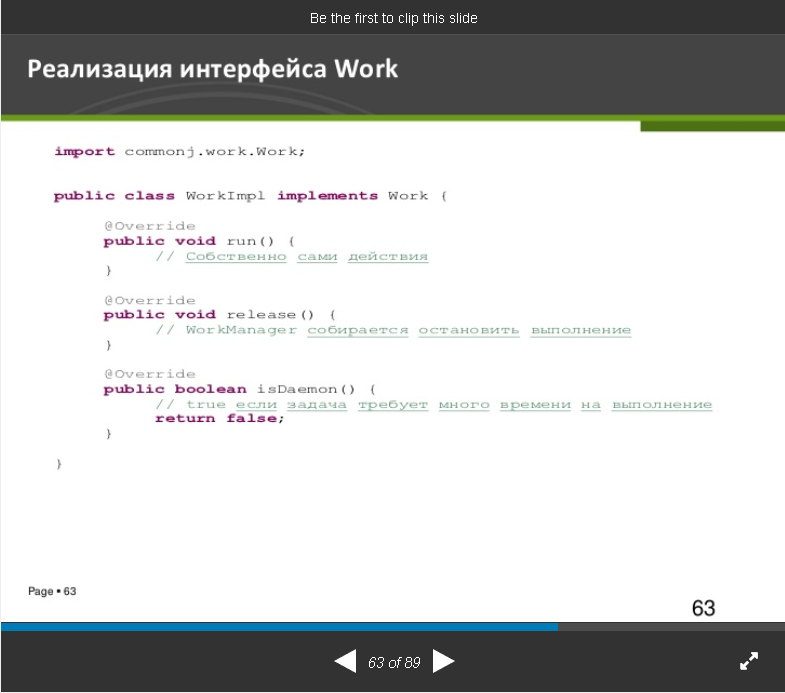 Be the first to clip this slide
Реализация интерфейса Work
import commonj.work.Work;
public class WorkImpl implements Work {
@Override
public void run() {
// Собственно сами действия
}
@Override
public void release() {
// WorkManager собирается остановить выполнение
}
@Override
public boolean isDaemon() {
// true если задача требует много времени на выполнение
return false;
}
}
Page ▪ 63
63
63 of 89